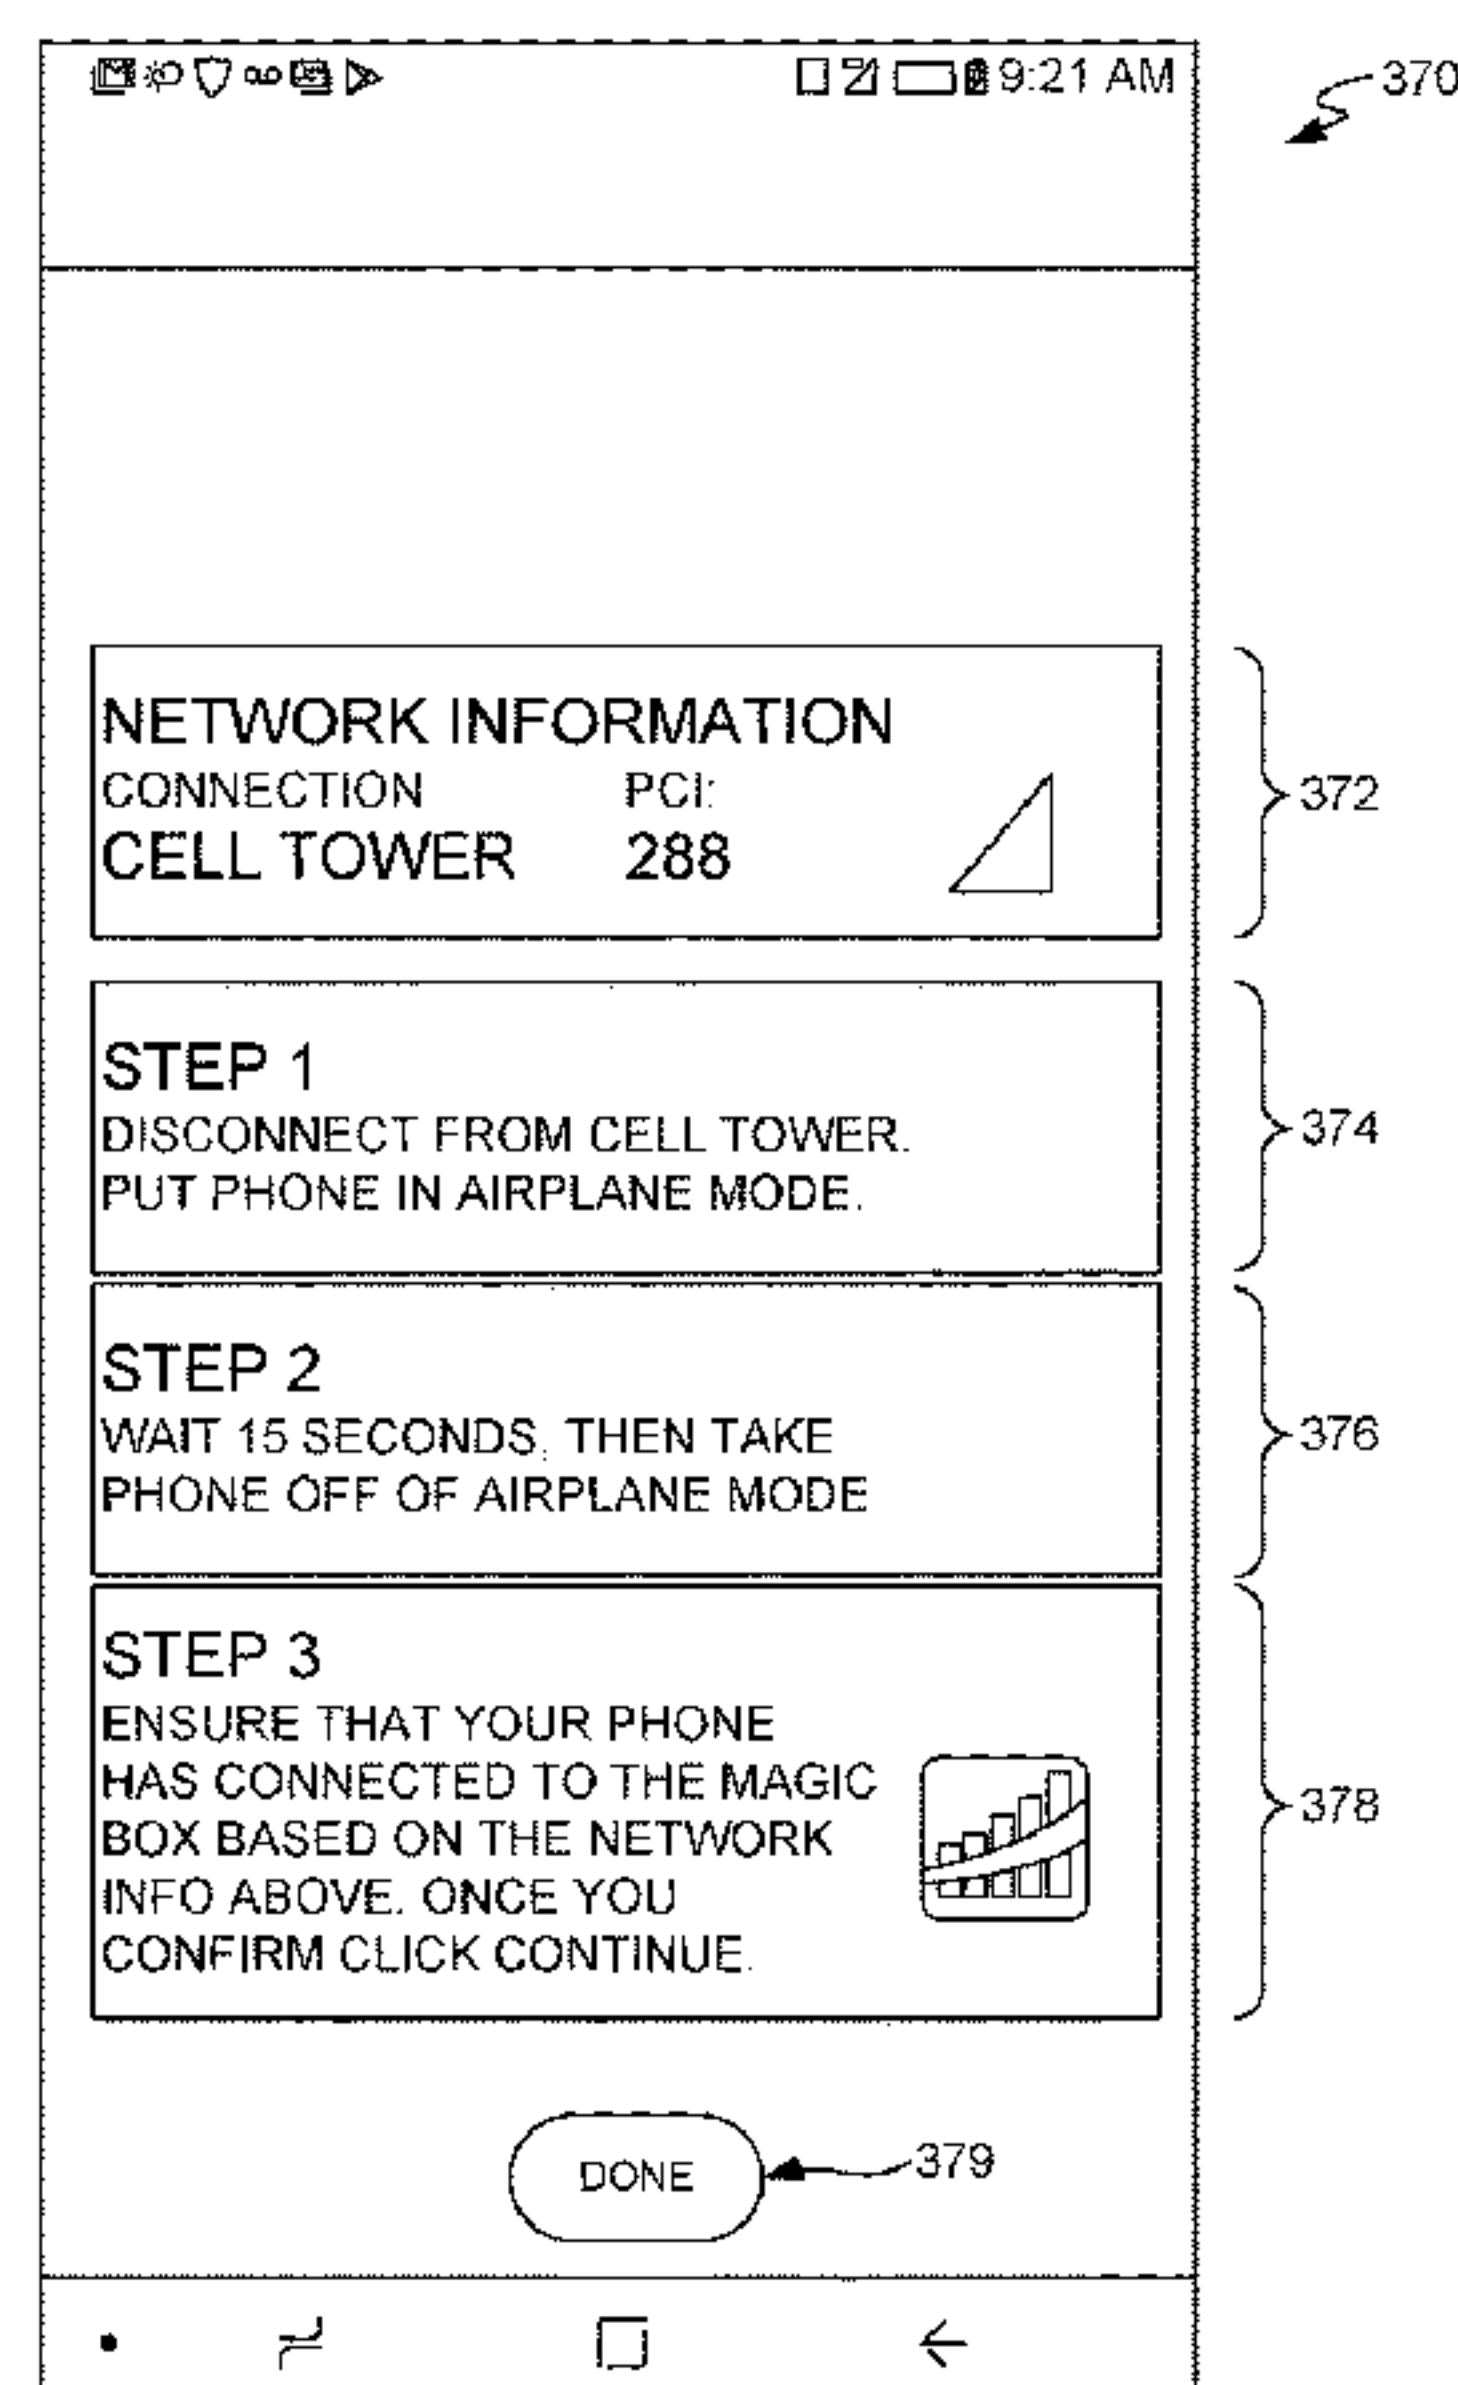 9:21 AM
370
NETWORK INFORMATION
CONNECTION PCI:
CELL TOWER 288
372
STEP 1
DISCONNECT FROM CELL TOWER.
PUT PHONE IN AIRPLANE MODE.
374
STEP 2
WAIT 15 SECONDS, THEN TAKE
PHONE OFF OF AIRPLANE MODE
376
STEP 3
ENSURE THAT YOUR PHONE
HAS CONNECTED TO THE MAGIC
BOX BASED ON THE NETWORK
INFO ABOVE. ONCE YOU
CONFIRM CLICK CONTINUE.
378
DONE
379